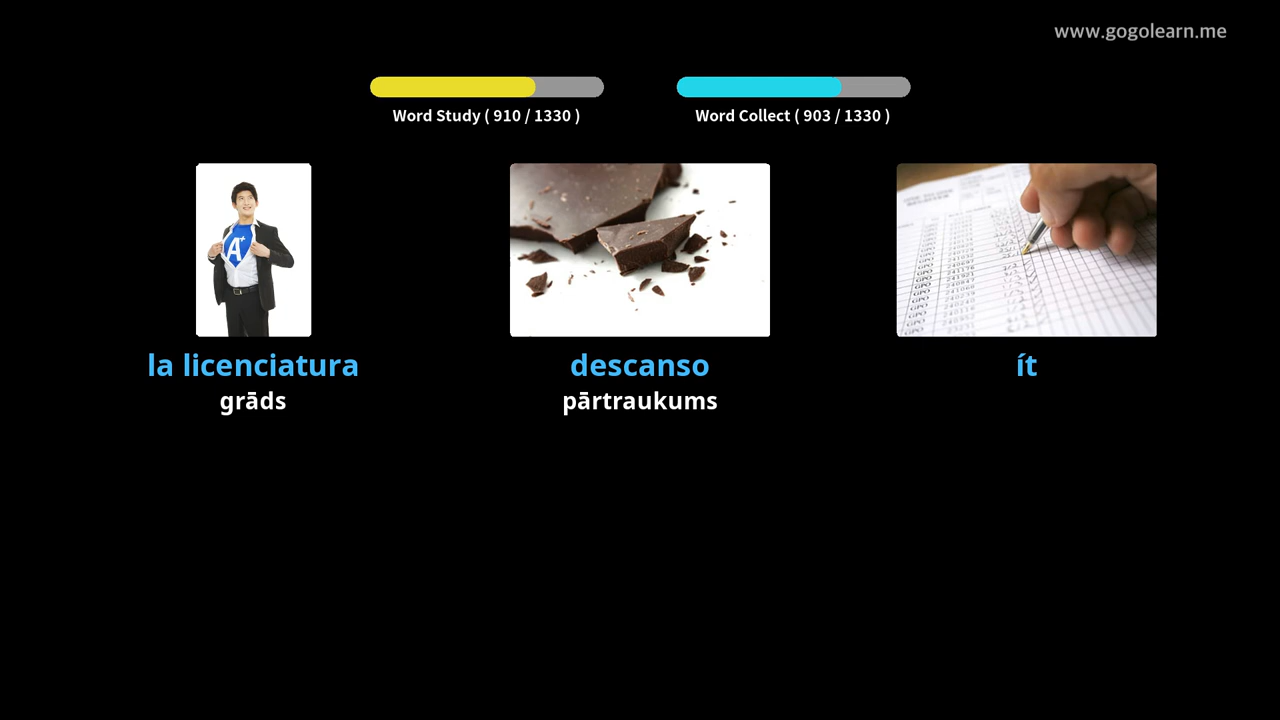 www.gogolearn.me
Word Study ( 910 / 1330 )
Word Collect ( 903 / 1330 )
A+
la licenciatura
descanso
ít
grāds
pārtraukums